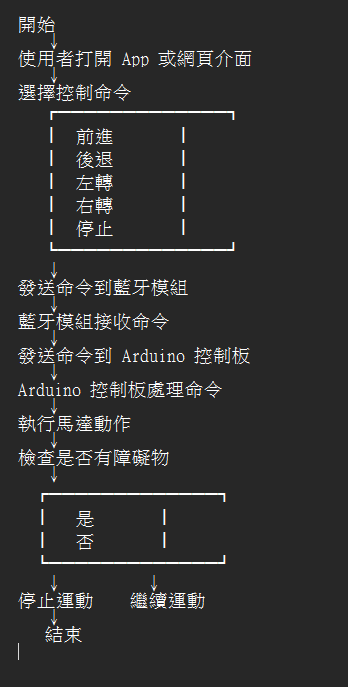 開始
↓
使用者打開 App 或網頁介面
↓
選擇控制命令
前進
後退
左轉
右轉
停止
↓
發送命令到藍牙模組
↓
藍牙模組接收命令
↓
發送命令到 Arduino 控制板
↓
Arduino 控制板處理命令
↓
執行馬達動作
↓
檢查是否有障礙物
↓
是
否
↓ ↓
停止運動 繼續運動
↓
結束